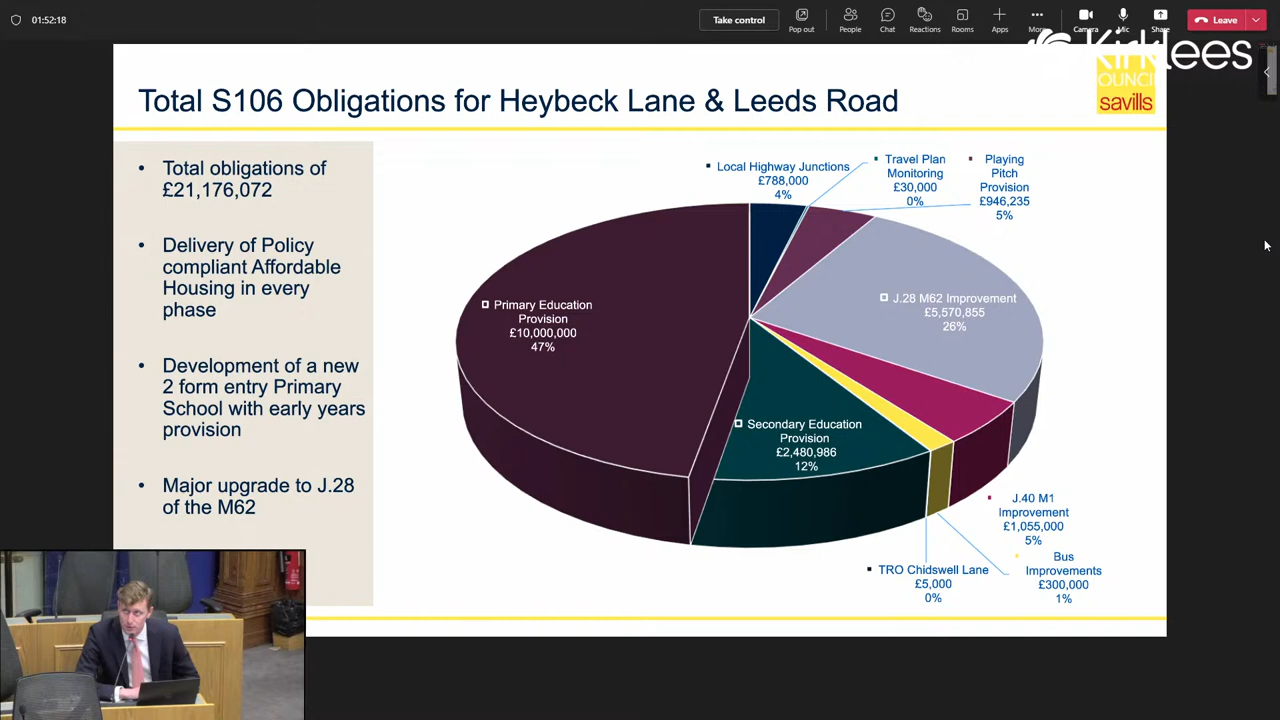 01:52:18
Take control
Pop out
People
Chat
Reactions
Rooms
Apps
More
Camera
Mic
Share
Leave
Kirklees
COUNCIL
savills
Total S106 Obligations for Heybeck Lane & Leeds Road
• Total obligations of
£21,176,072
• Delivery of Policy
compliant Affordable
Housing in every
phase
• Development of a new
2 form entry Primary
School with early years
provision
• Major upgrade to J.28
of the M62
Local Highway Junctions
£788,000
4%
Travel Plan
Monitoring
£30,000
0%
Playing
Pitch
Provision
£946,235
5%
J.28 M62 Improvement
£5,570,855
26%
Primary Education
Provision
£10,000,000
47%
Secondary Education
Provision
£2,480,986
12%
J.40 M1
Improvement
£1,055,000
5%
Bus
Improvements
£300,000
1%
TRO Chidswell Lane
£5,000
0%